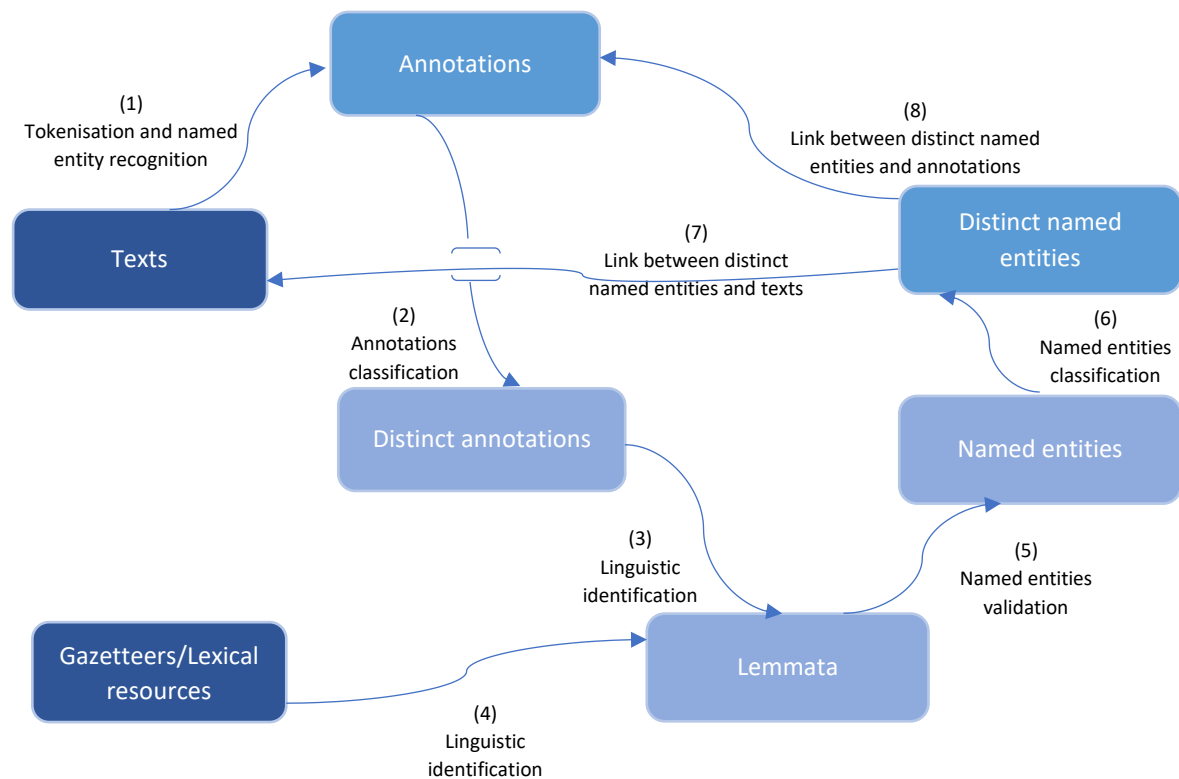 Annotations
(1)
Tokenisation and named
entity recognition
(8)
Link between distinct named
entities and annotations
Texts
(7)
Link between distinct
named entities and texts
Distinct named
entities
(2)
Annotations
classification
(6)
Named entities
classification
Distinct annotations
Named entities
(3)
Linguistic
identification
(5)
Named entities
validation
Gazetteers/Lexical
resources
Lemmata
(4)
Linguistic
identification